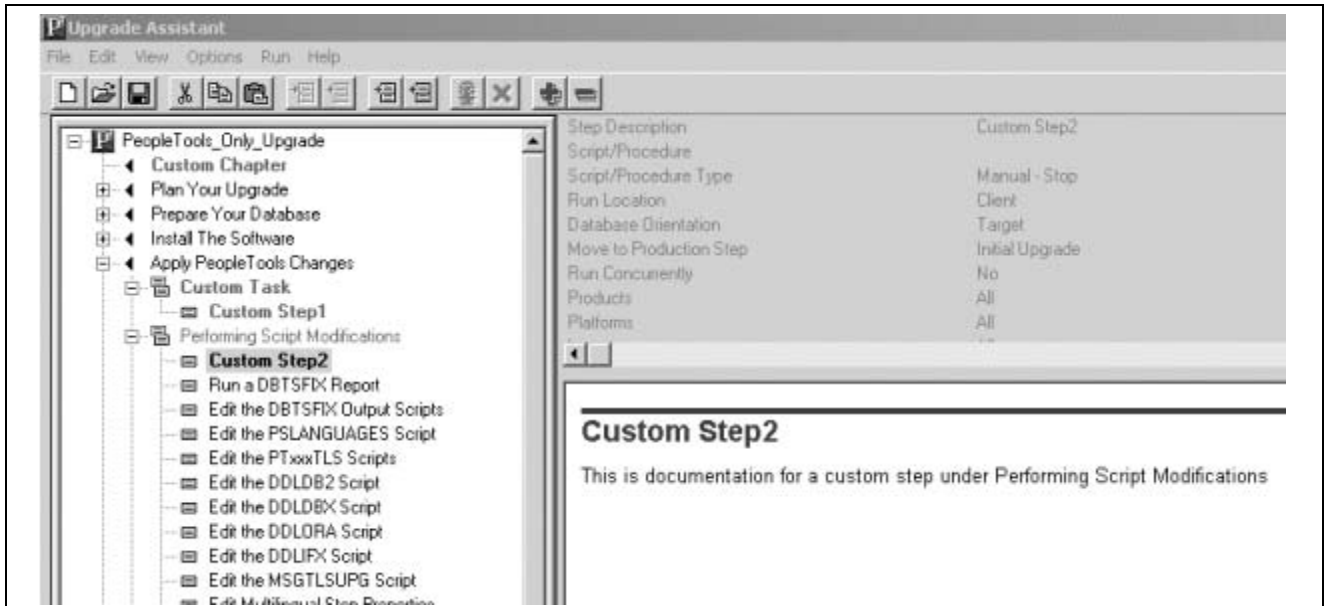 Upgrade Assistant
File Edit View Options Run Help
PeopleTools_Only_Upgrade
Custom Chapter
Plan Your Upgrade
Prepare Your Database
Install The Software
Apply PeopleTools Changes
Custom Task
Custom Step1
Performing Script Modifications
Custom Step2
Run a DBTSFIX Report
Edit the DBTSFIX Output Scripts
Edit the PSLANGUAGES Script
Edit the PTxxxTLS Scripts
Edit the DDLDB2 Script
Edit the DDLDBX Script
Edit the DDLORA Script
Edit the DDLIFX Script
Edit the MSGTLSUPG Script
Edit Multilingual Step Properties
Step Description Custom Step2
Script/Procedure
Script/Procedure Type Manual - Stop
Run Location Client
Database Orientation Target
Move to Production Step Initial Upgrade
Run Concurrently No
Products All
Platforms All
Custom Step2
This is documentation for a custom step under Performing Script Modifications